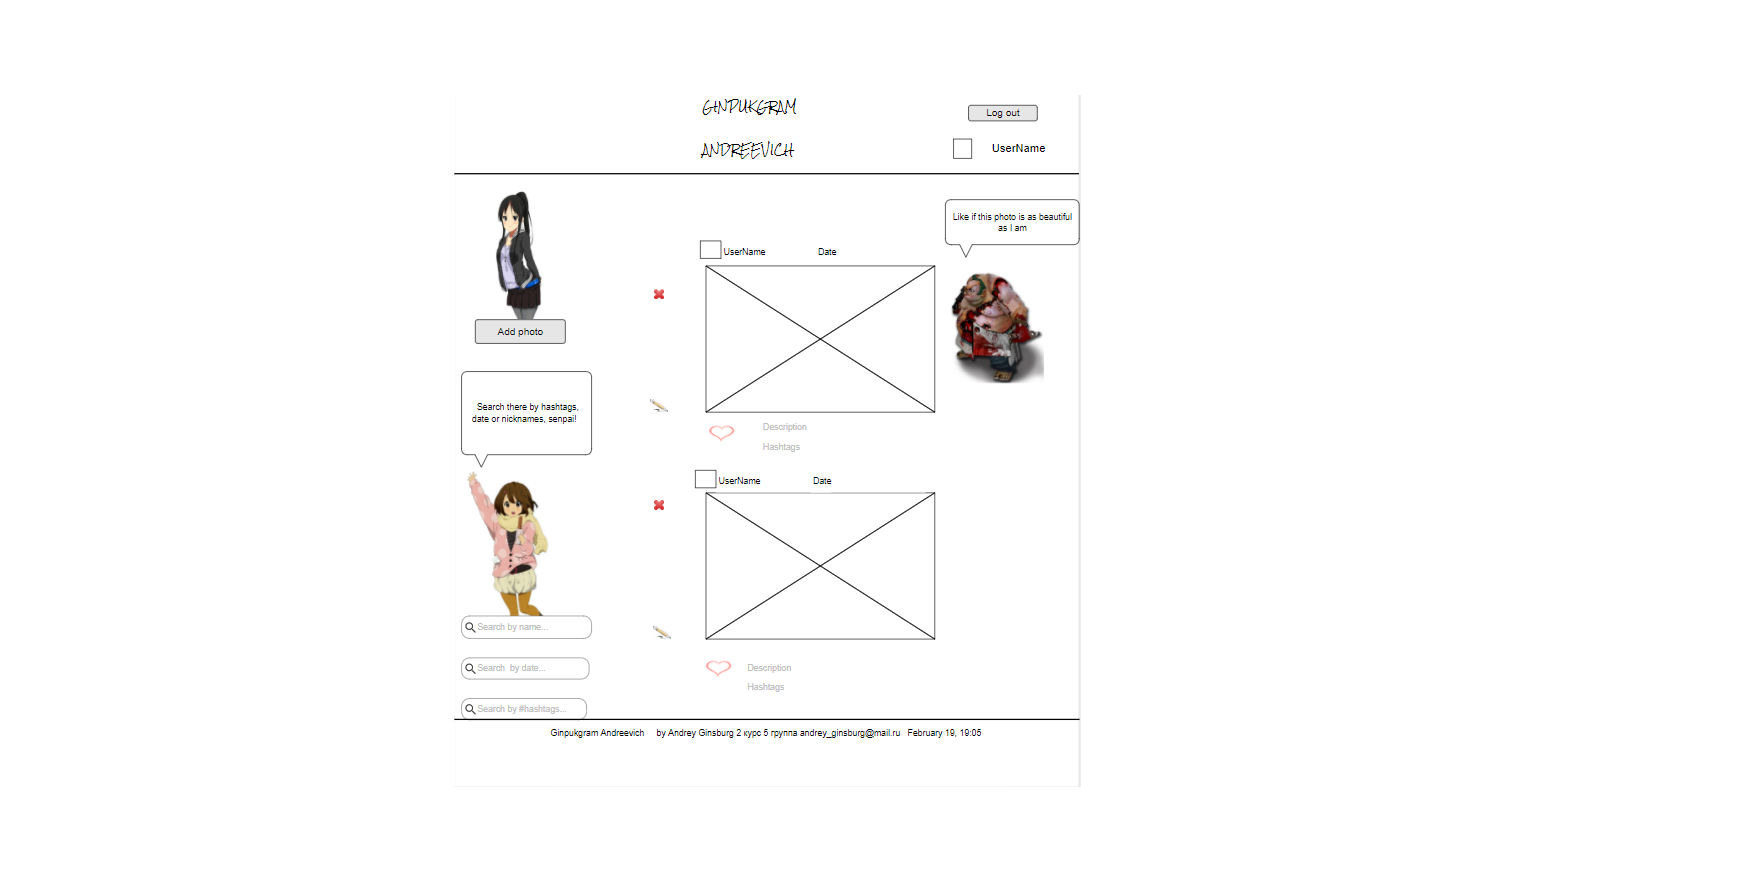 GINPUKGRAM
Log out
ANDREEVICH
UserName
Like if this photo is as beautiful
as I am
UserName Date
Add photo
Search there by hashtags,
date or nicknames, senpai!
Description
Hashtags
UserName Date
Search by name...
Search by date...
Search by #hashtags...
Description
Hashtags
Ginpukgram Andreevich by Andrey Ginsburg 2 курс 5 группа andrey_ginsburg@mail.ru February 19, 19:05